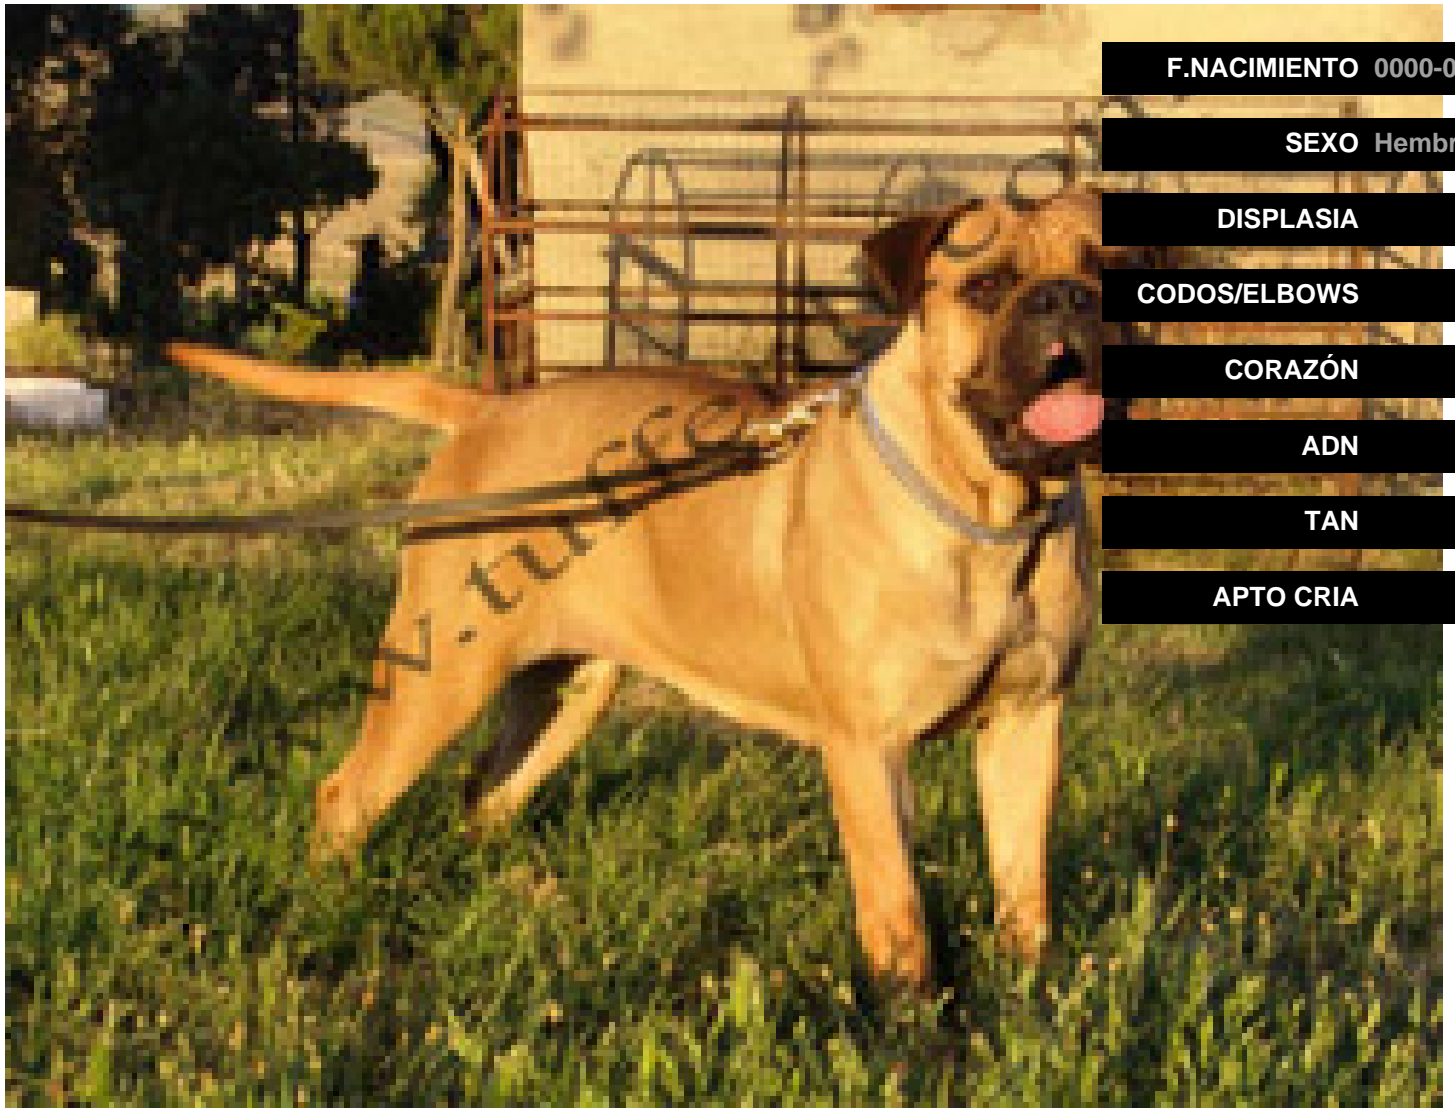 F.NACIMIENTO 0000-0
SEXO Hembr
DISPLASIA
CODOS/ELBOWS
CORAZÓN
ADN
TAN
APTO CRIA